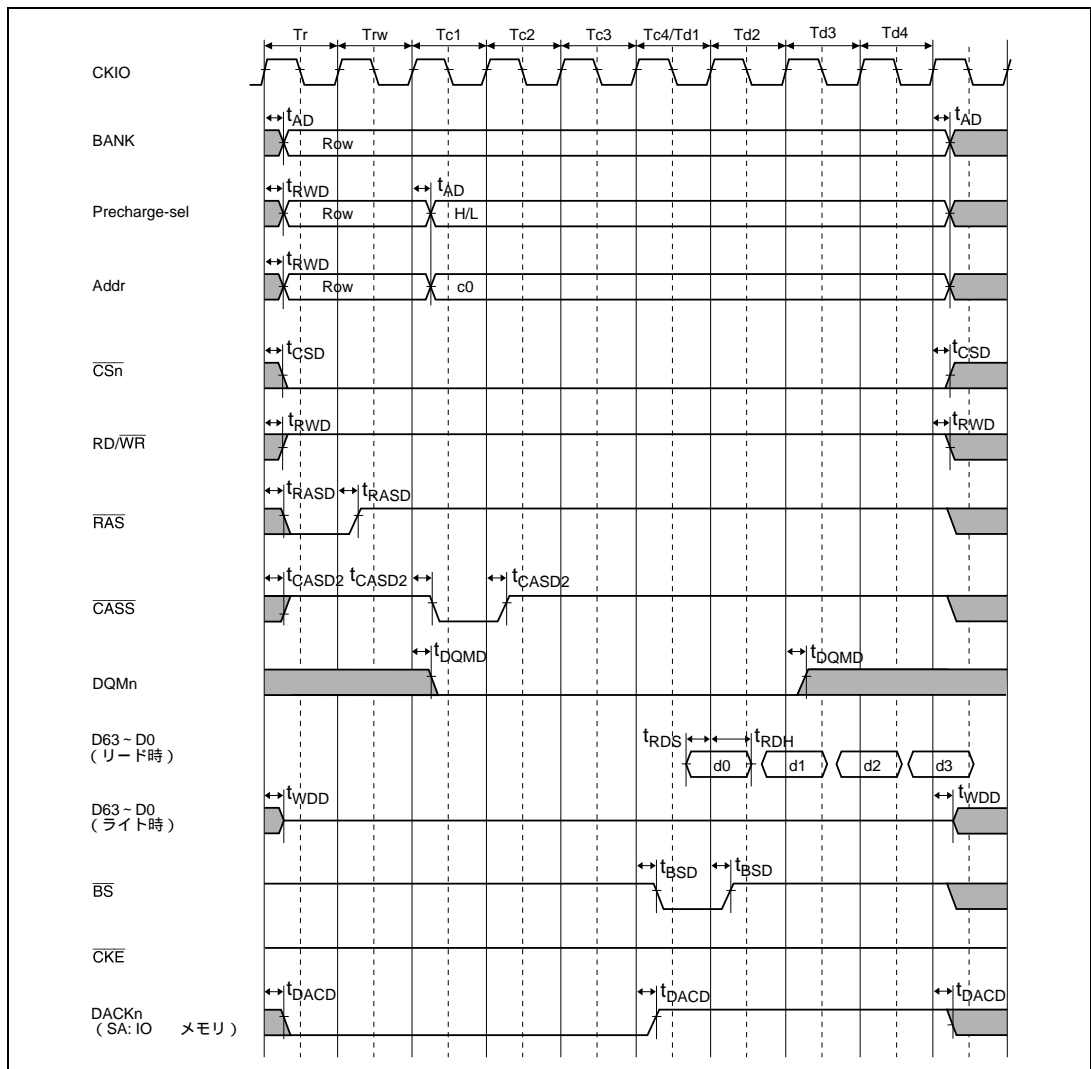 Tr Trw Tc1 Tc2 Tc3 Tc4/Td1 Td2 Td3 Td4
CKIO
tAD tAD
BANK Row
tRWD tAD
Precharge-sel Row H/L
tRWD
Addr Row c0
tCSD tCSD
CSn
tRWD tRWD
RD/WR
tRASD tRASD
RAS
tCASD2 tCASD2 tCASD2
CASS
tDQMD tDQMD
DQMn
D63~D0 tRDS tRDH
(リード時) d0 d1 d2 d3
D63~D0 tWDD tWDD
(ライト時)
tBSD tBSD
BS
CKE
tDACD tDACD tDACD
DACKn
(SA: IO メモリ)